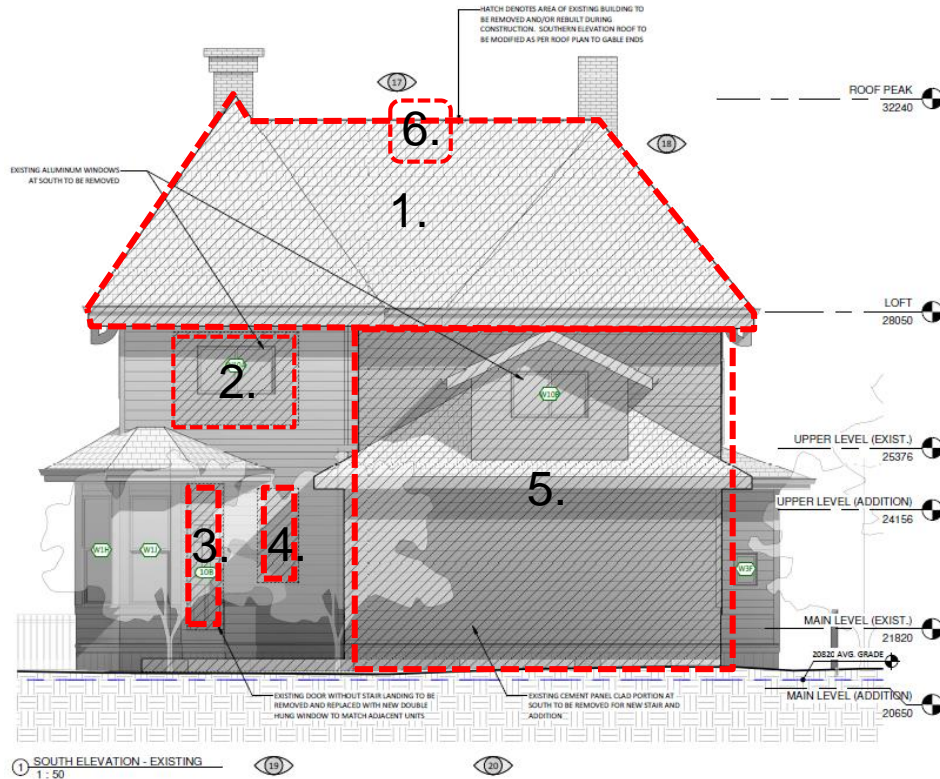 HATCH DENOTES AREA OF EXISTING BUILDING TO
BE REMOVED AND/OR REBUILT DURING
CONSTRUCTION. SOUTHERN ELEVATION ROOF TO
BE MODIFIED AS PER ROOF PLAN TO GABLE ENDS
17
ROOF PEAK
32240
6.
18
EXISTING ALUMINUM WINDOWS
AT SOUTH TO BE REMOVED
1.
LOFT
28050
2.
W10B
UPPER LEVEL (EXIST.)
25376
5.
UPPER LEVEL (ADDITION)
24156
3.
4.
W1H
W1J
10B
W3F
MAIN LEVEL (EXIST.)
21820
20820 AVG. GRADE
MAIN LEVEL (ADDITION)
20650
EXISTING DOOR WITHOUT STAIR LANDING TO BE
REMOVED AND REPLACED WITH NEW DOUBLE
HUNG WINDOW TO MATCH ADJACENT UNITS
EXISTING CEMENT PANEL CLAD PORTION AT
SOUTH TO BE REMOVED FOR NEW STAIR AND
ADDITION
1 SOUTH ELEVATION - EXISTING
1 : 50
19
20